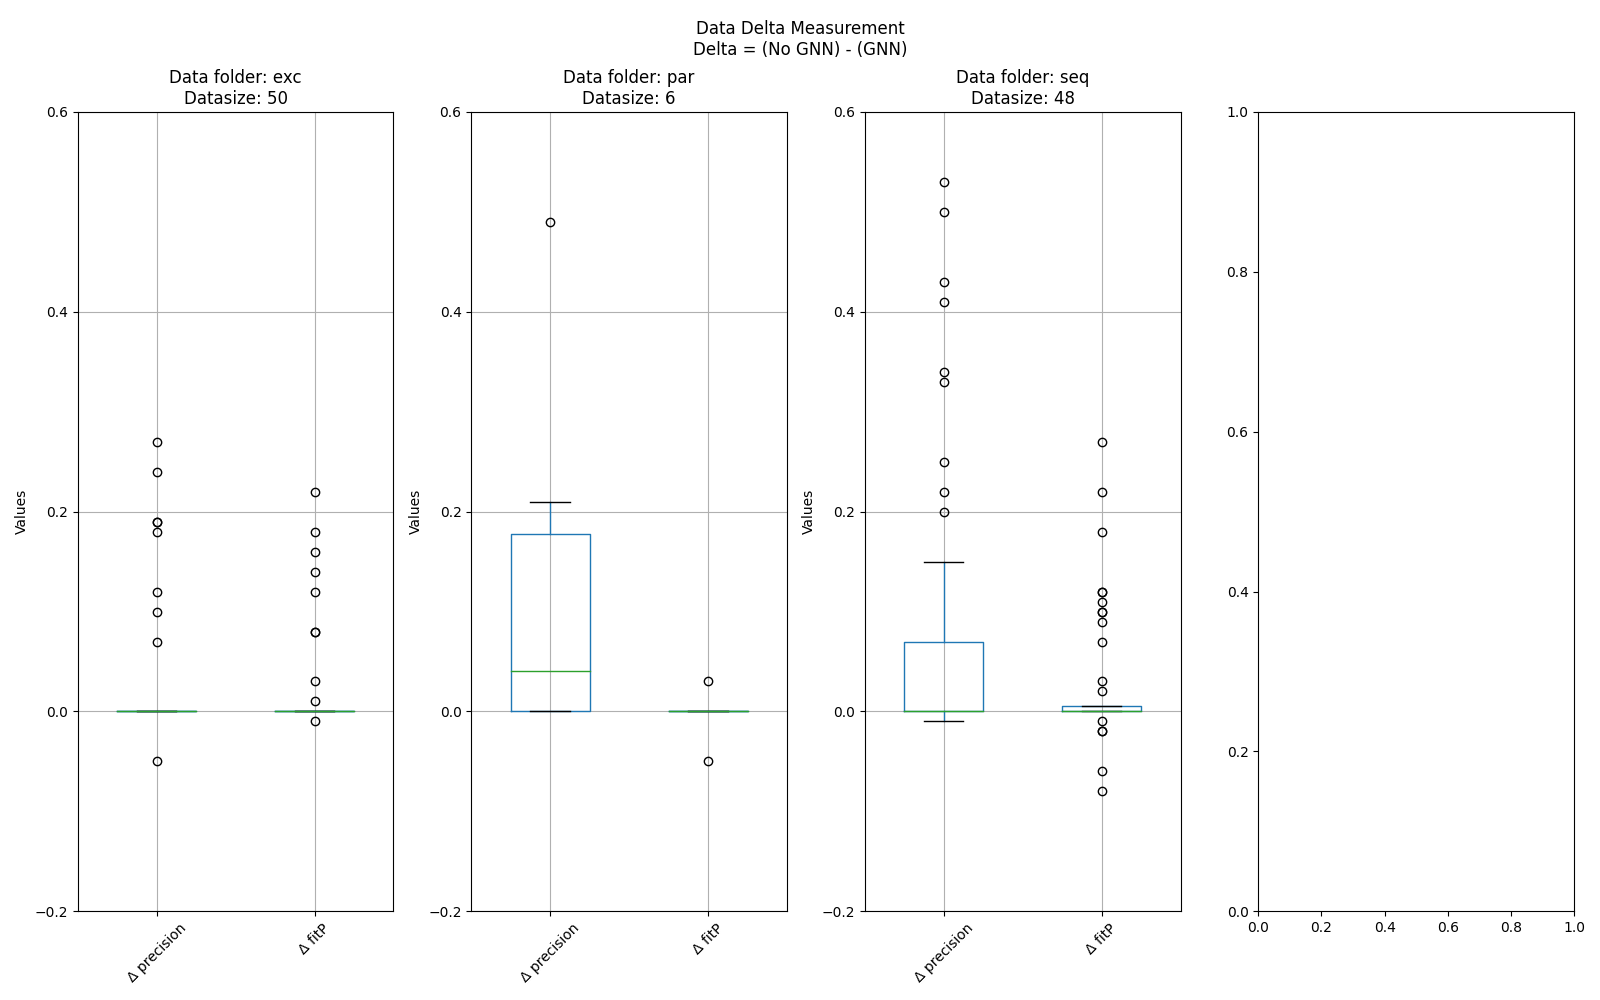 Data Delta Measurement
Delta = (No GNN) - (GNN)
Data folder: exc
Datasize: 50
Values
0.6
0.4
0.2
0.0
−0.2
Δ precision
Δ fitP
Data folder: par
Datasize: 6
Values
0.6
0.4
0.2
0.0
−0.2
Δ precision
Δ fitP
Data folder: seq
Datasize: 48
Values
0.6
0.4
0.2
0.0
−0.2
Δ precision
Δ fitP
1.0
0.8
0.6
0.4
0.2
0.0
0.0 0.2 0.4 0.6 0.8 1.0